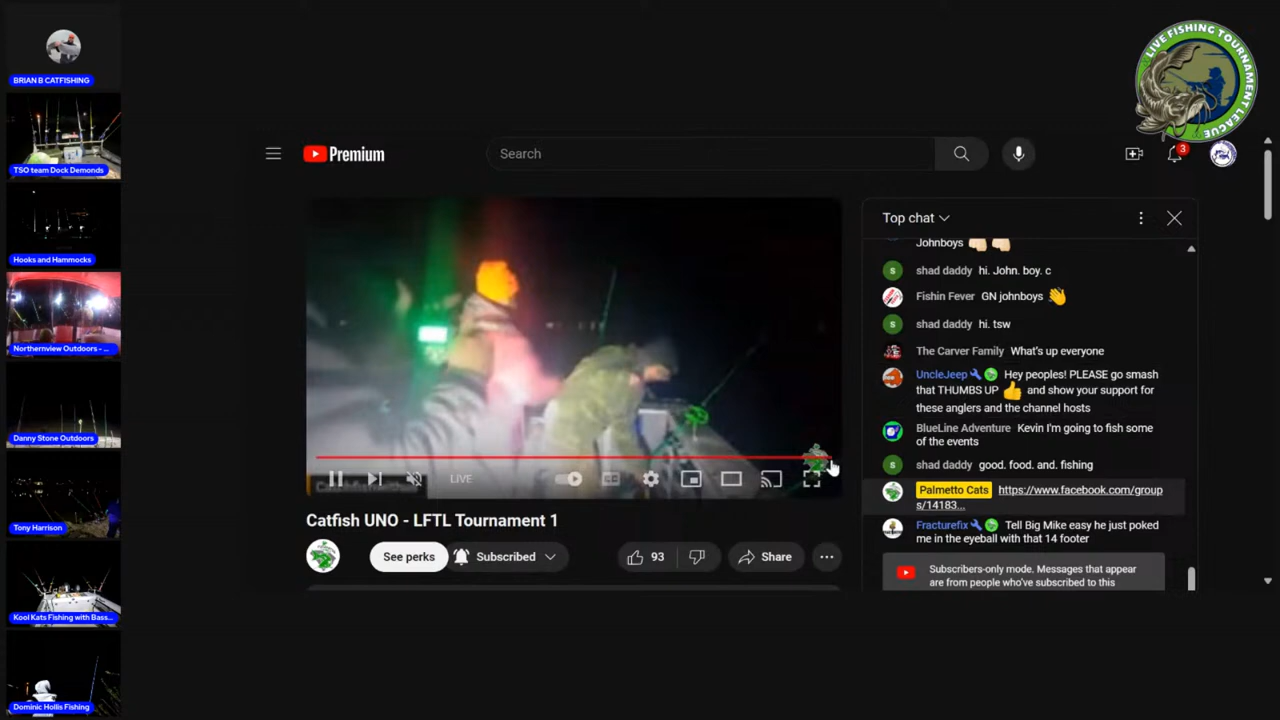 BRIAN B CATFISHING
TSO team Dock Demonds
Hooks and Hammocks
Northernview Outdoors - ...
Danny Stone Outdoors
Tony Harrison
Kool Kats Fishing with Bass...
Dominic Hollis Fishing
LIVE FISHING TOURNAMENT LEAGUE
Premium
Search
3
LIVE
Catfish UNO - LFTL Tournament 1
See perks
Subscribed
93
Share
Top chat
Johnboys 👊🏻 👊🏻
S shad daddy hi. John. boy. c
Fishin Fever GN johnboys 👋
S shad daddy hi. tsw
The Carver Family What's up everyone
UncleJeep Hey peoples! PLEASE go smash
that THUMBS UP 👍 and show your support for
these anglers and the channel hosts
BlueLine Adventure Kevin I'm going to fish some
of the events
S shad daddy good. food. and. fishing
Palmetto Cats https://www.facebook.com/group
s/14183...
Fracturefix Tell Big Mike easy he just poked
me in the eyeball with that 14 footer
Subscribers-only mode. Messages that appear
are from people who've subscribed to this